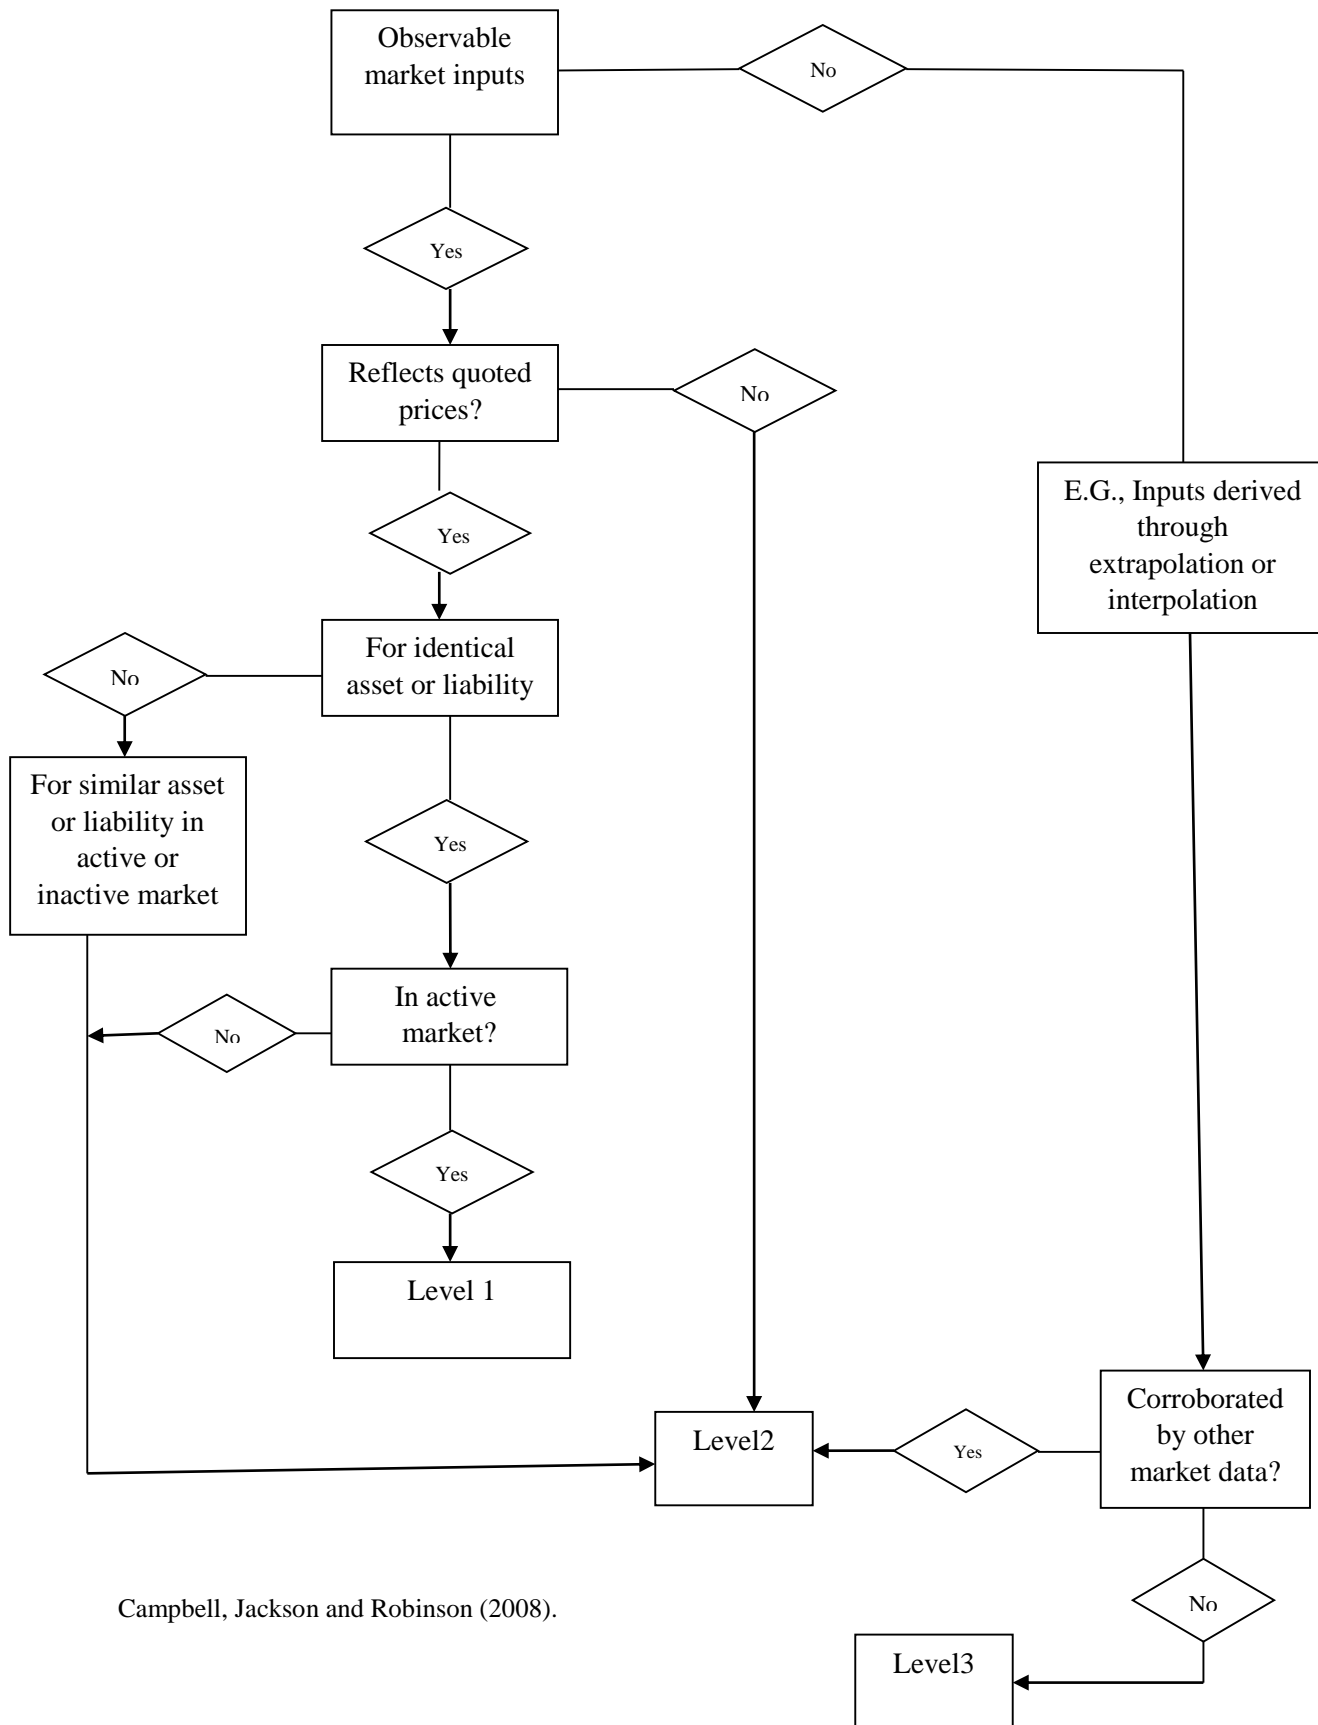 Observable
market inputs
No
Yes
Reflects quoted
prices?
No
Yes
E.G., Inputs derived
through
extrapolation or
interpolation
For identical
asset or liability
No
For similar asset
or liability in
active or
inactive market
Yes
In active
market?
No
Yes
Level 1
Level2
Yes
Corroborated
by other
market data?
No
Level3
Campbell, Jackson and Robinson (2008).